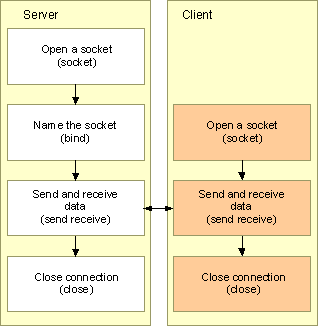 Server
Open a socket
(socket)
Name the socket
(bind)
Send and receive
data
(send receive)
Close connection
(close)
Client
Open a socket
(socket)
Send and receive
data
(send receive)
Close connection
(close)